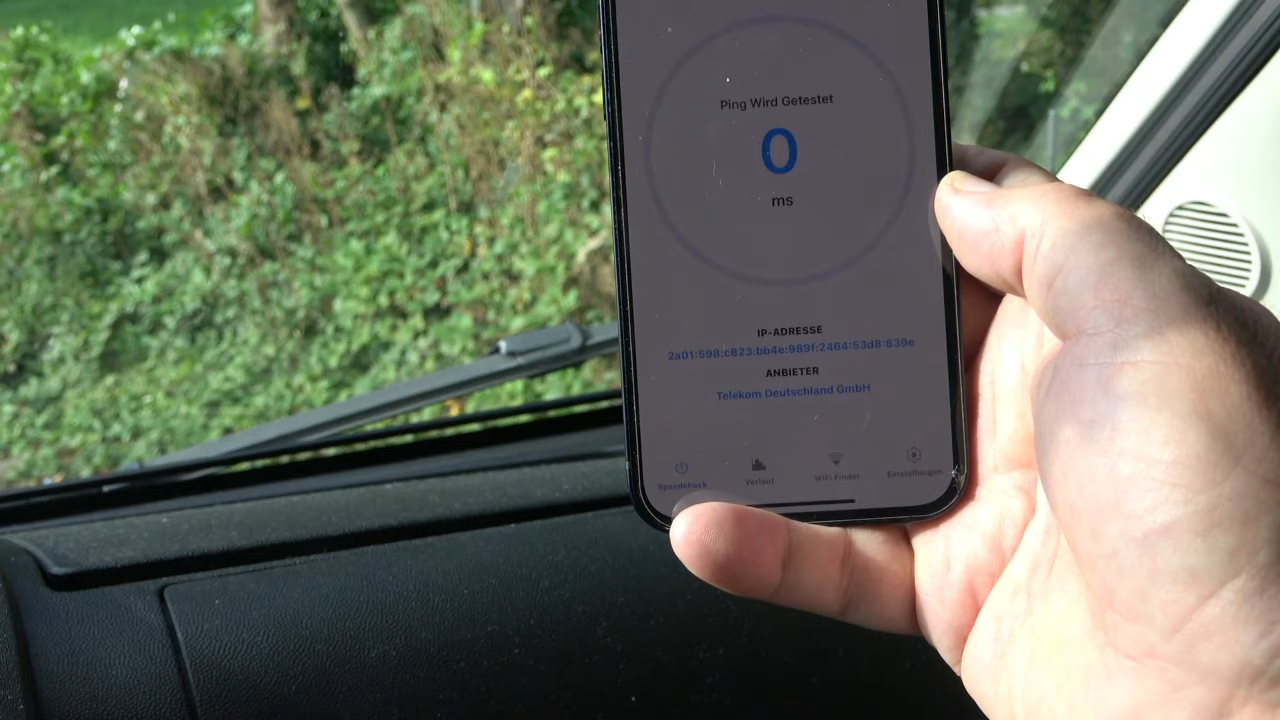 Ping Wird Getestet
0
ms
IP-ADRESSE
2a01:598:c823:bb4e:989f:2464:53d8:839e
ANBIETER
Telekom Deutschland GmbH
Speedcheck
Verlauf
WiFi Finder
Einstellungen